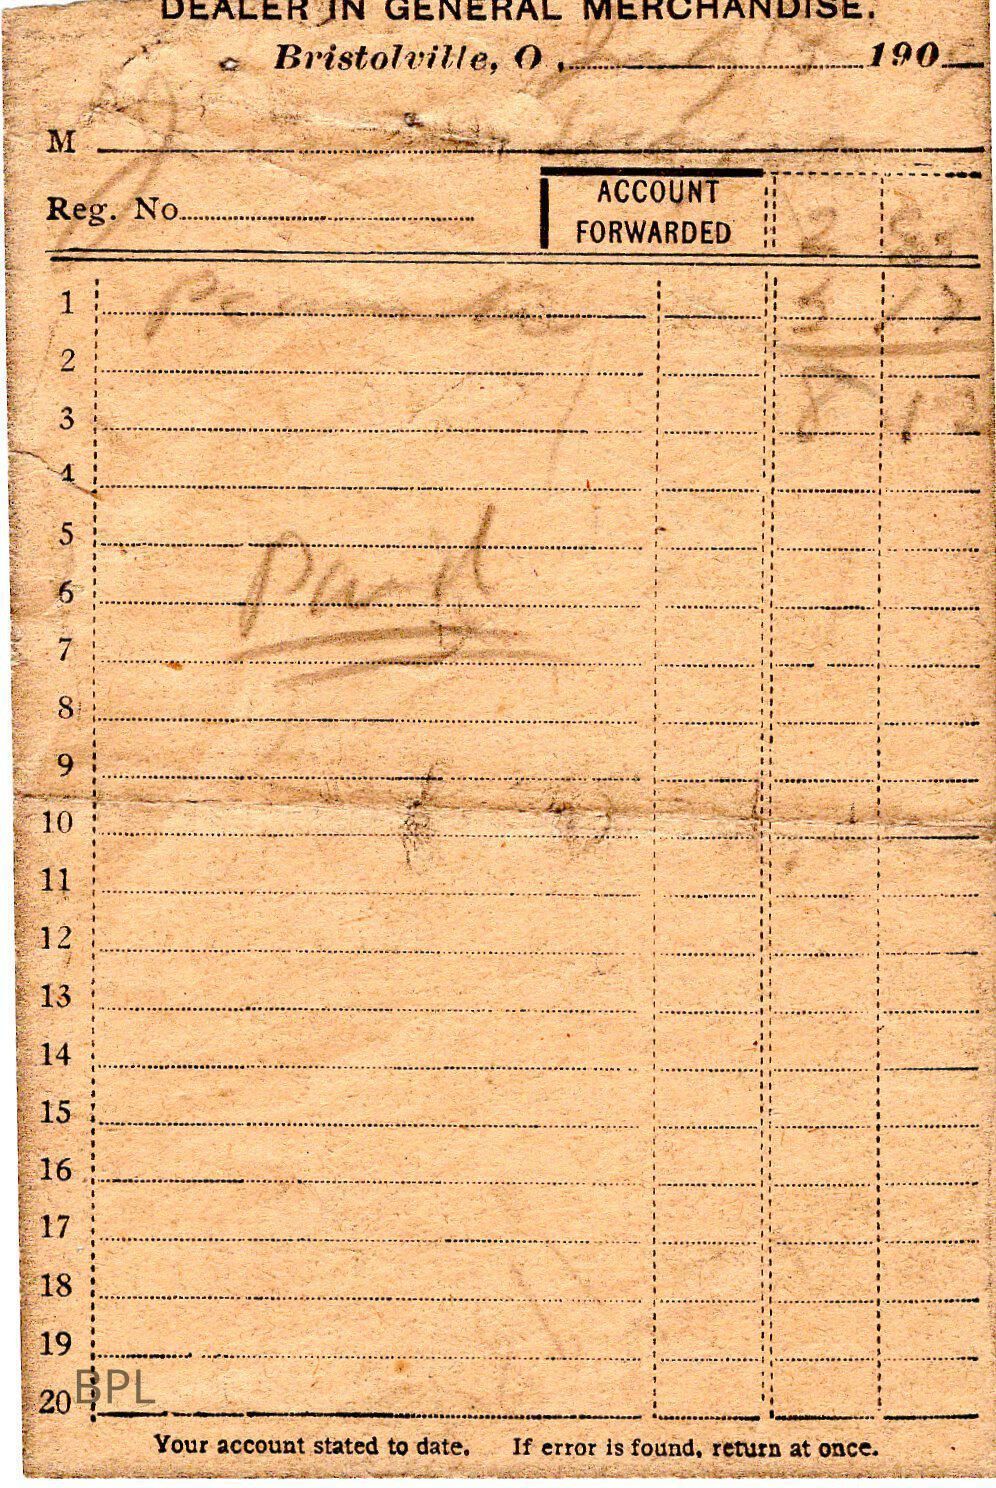 DEALER IN GENERAL MERCHANDISE.
Bristolville, O., 190
M
Reg. No. ACCOUNT FORWARDED 2
1 5
2
3 8 12
4
5
6 Paid
7
8
9
10
11
12
13
14
15
16
17
18
19
20 BPL
Your account stated to date. If error is found, return at once.